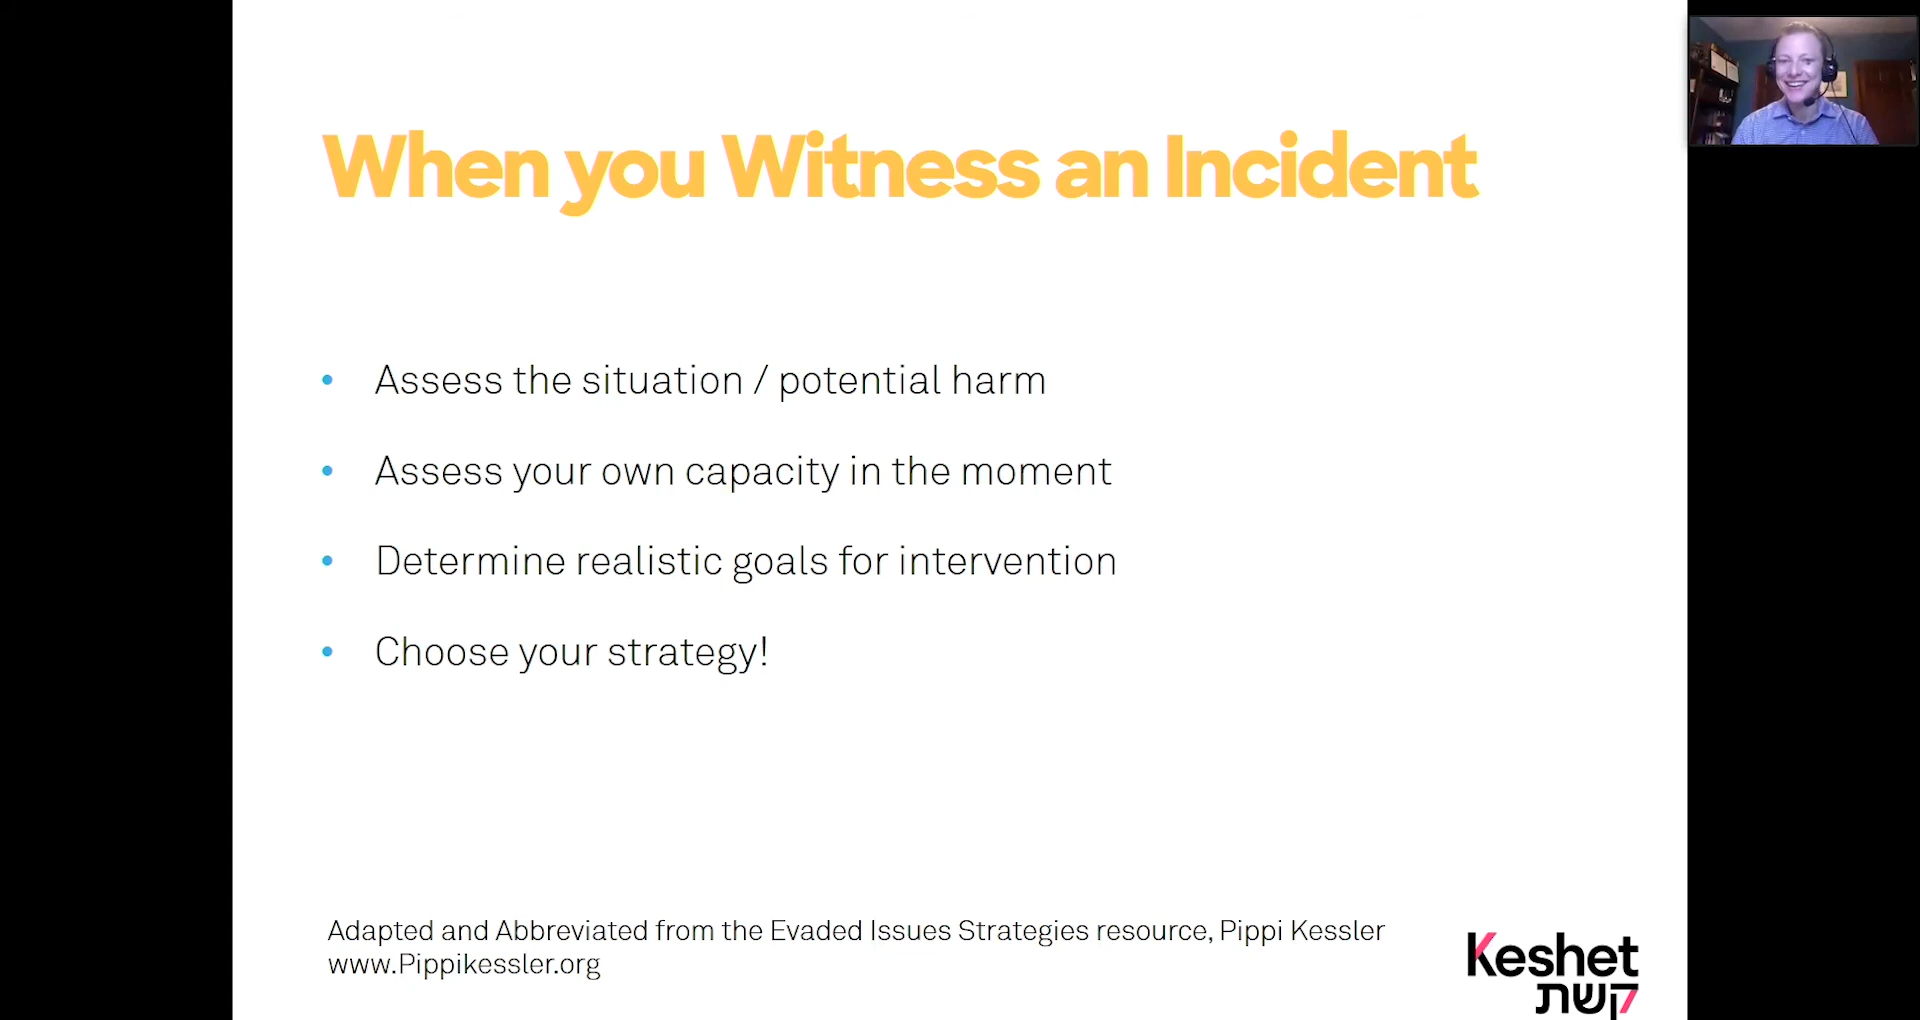 When you Witness an Incident
• Assess the situation / potential harm
• Assess your own capacity in the moment
• Determine realistic goals for intervention
• Choose your strategy!
Adapted and Abbreviated from the Evaded Issues Strategies resource, Pippi Kessler
www.Pippikessler.org
Keshet
קשת